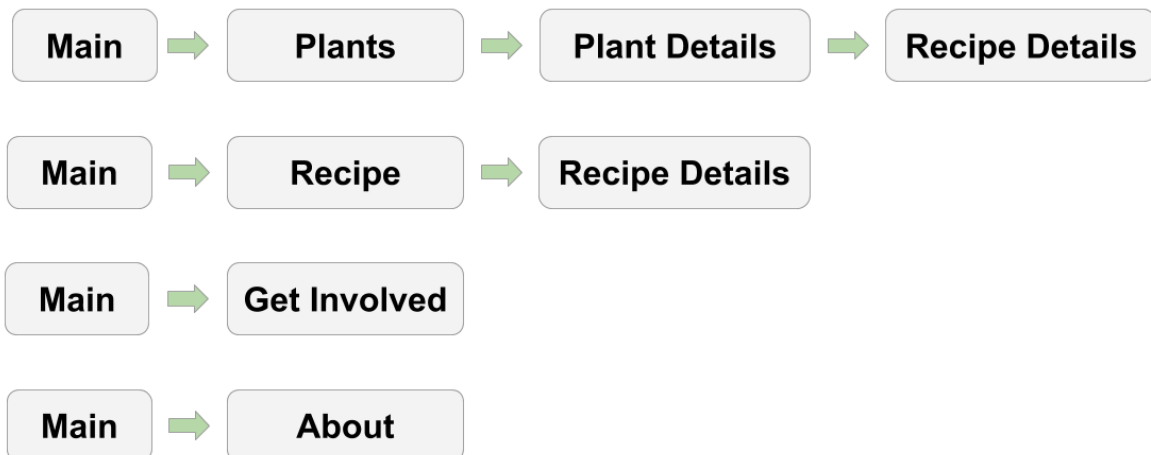 Main Plants Plant Details Recipe Details
Main Recipe Recipe Details
Main Get Involved
Main About